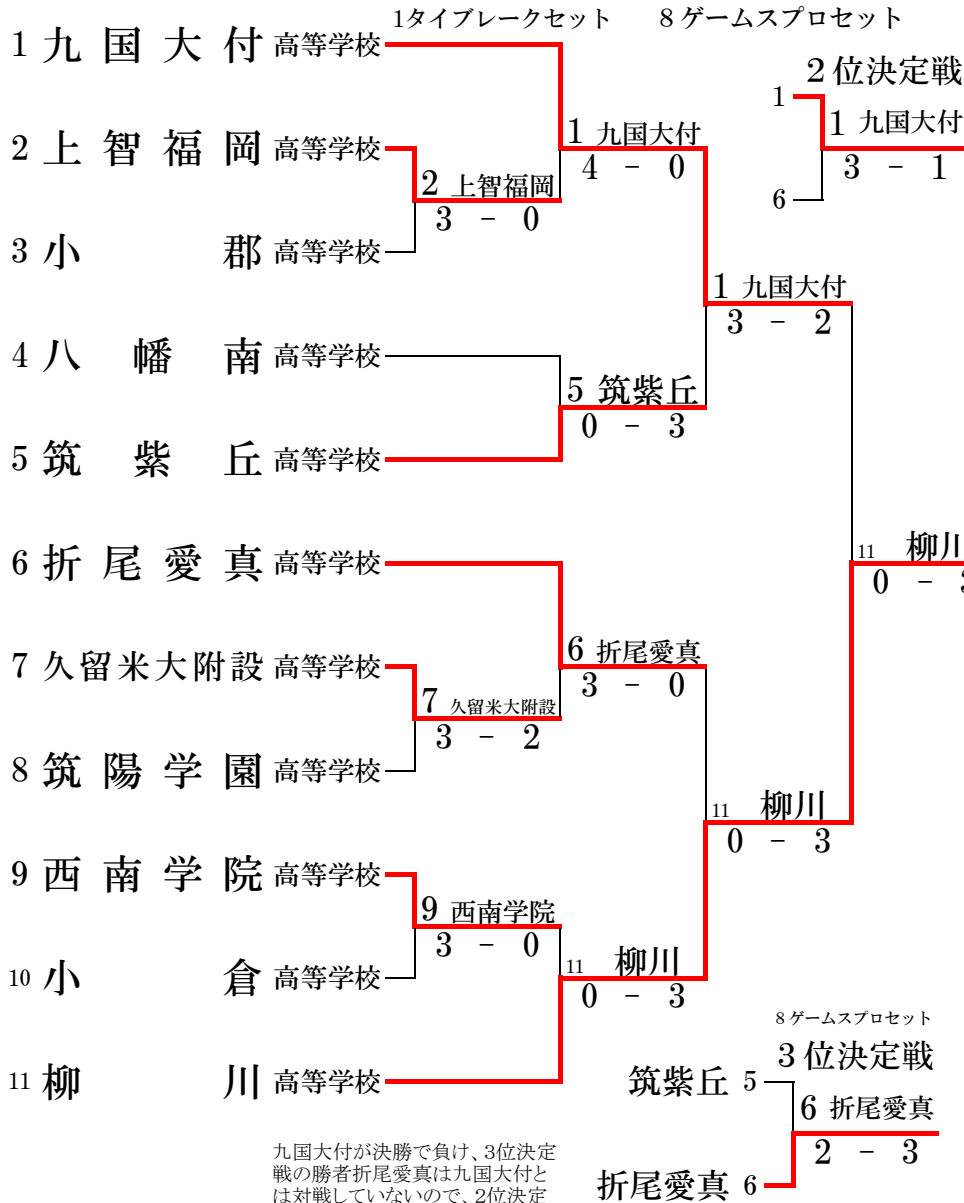 1タイブレークセット 8ゲームスプロセット
1 九国大付 高等学校
2位決定戦
1
1 九国大付
3 － 1
6
2 上智福岡 高等学校
1 九国大付
4 － 0
2 上智福岡
3 － 0
3 小郡 高等学校
1 九国大付
3 － 2
4 八幡南 高等学校
5 筑紫丘
0 － 3
5 筑紫丘 高等学校
6 折尾愛真 高等学校
11 柳川
0 －
6 折尾愛真
3 － 0
7 久留米大附設 高等学校
7 久留米大附設
3 － 2
8 筑陽学園 高等学校
11 柳川
0 － 3
9 西南学院 高等学校
9 西南学院
3 － 0
10 小倉 高等学校
11 柳川
0 － 3
11 柳川 高等学校
8ゲームスプロセット
3位決定戦
筑紫丘 5
6 折尾愛真
2 － 3
折尾愛真 6
九国大付が決勝で負け、3位決定
戦の勝者折尾愛真は九国大付と
は対戦していないので、2位決定